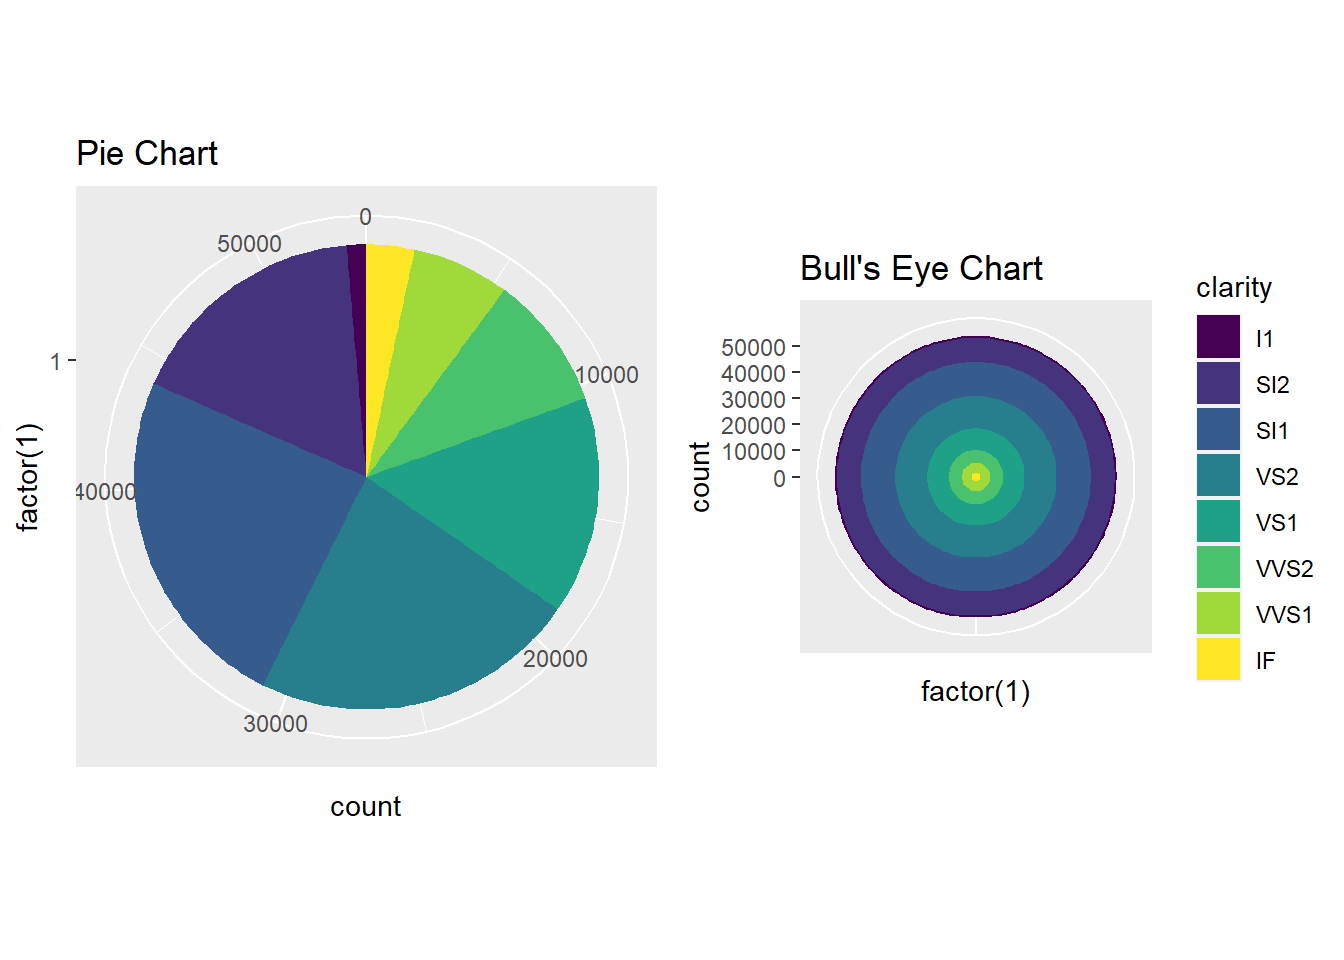 Pie Chart
0
50000
10000
1
40000
20000
30000
factor(1)
count
Bull's Eye Chart
50000
40000
30000
20000
10000
0
count
factor(1)
clarity
I1
SI2
SI1
VS2
VS1
VVS2
VVS1
IF